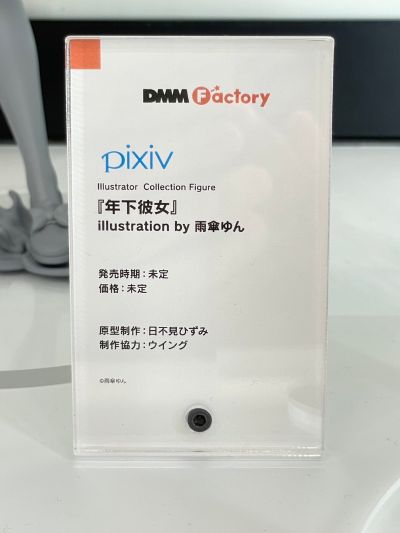 DMM Factory
pixiv
Illustrator Collection Figure
『年下彼女』
illustration by 雨傘ゆん
発売時期：未定
価格：未定
原型制作：日不見ひずみ
制作協力：ウイング
©雨傘ゆん